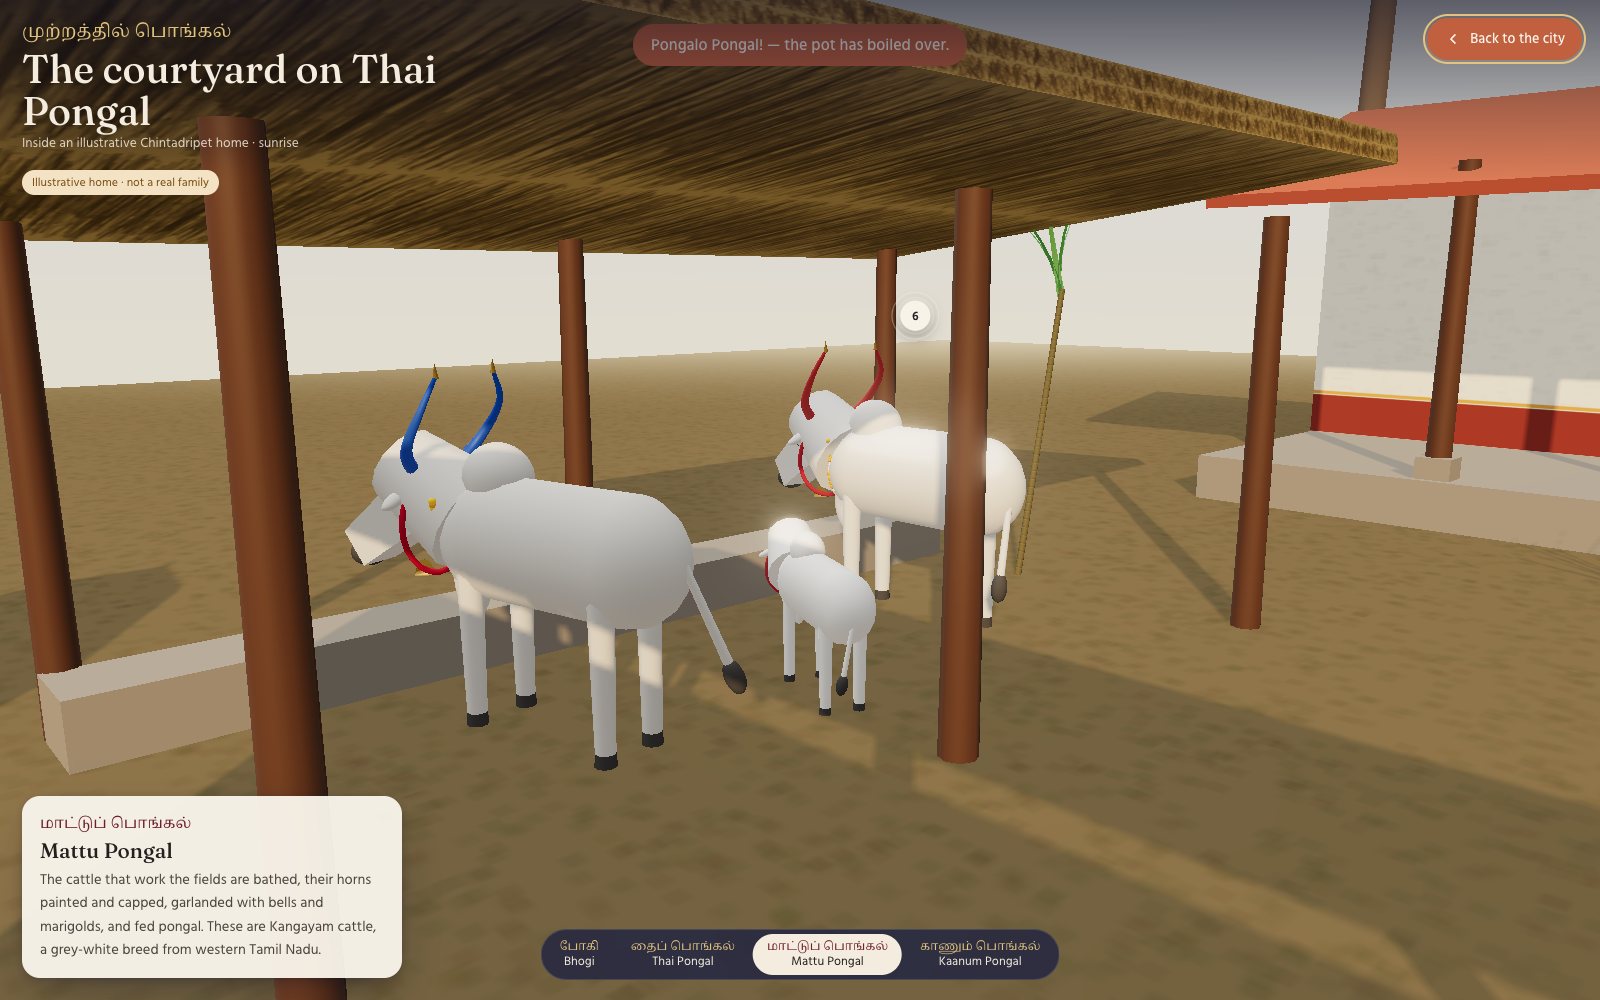 முற்றத்தில் பொங்கல்
The courtyard on Thai
Pongal
Inside an illustrative Chintadripet home · sunrise
Illustrative home · not a real family
Pongalo Pongal! — the pot has boiled over.
Back to the city
6
மாட்டுப் பொங்கல்
Mattu Pongal
The cattle that work the fields are bathed, their horns
painted and capped, garlanded with bells and
marigolds, and fed pongal. These are Kangayam cattle,
a grey-white breed from western Tamil Nadu.
போகி
Bhogi
தைப் பொங்கல்
Thai Pongal
மாட்டுப் பொங்கல்
Mattu Pongal
காணும் பொங்கல்
Kaanum Pongal